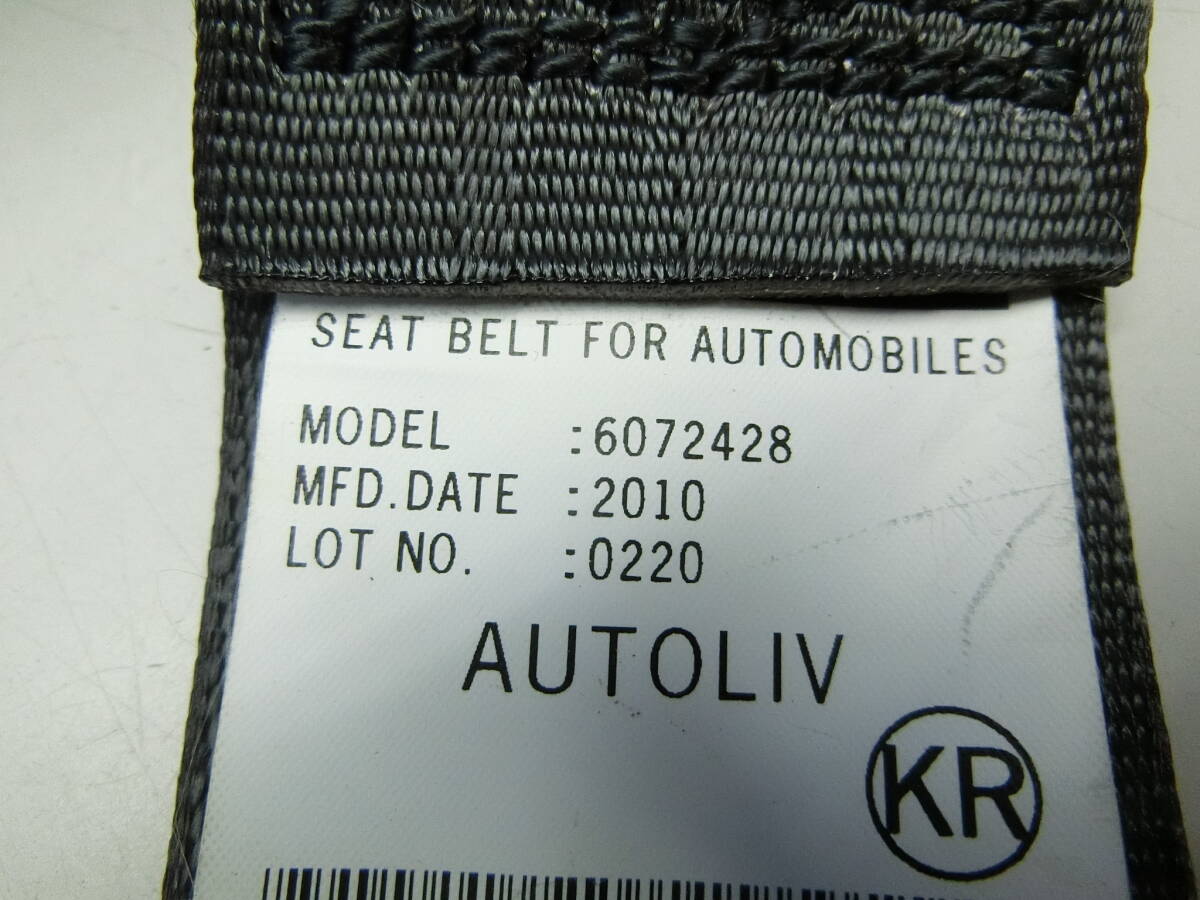 SEAT BELT FOR AUTOMOBILES
MODEL :6072428
MFD.DATE :2010
LOT NO. :0220
AUTOLIV
KR